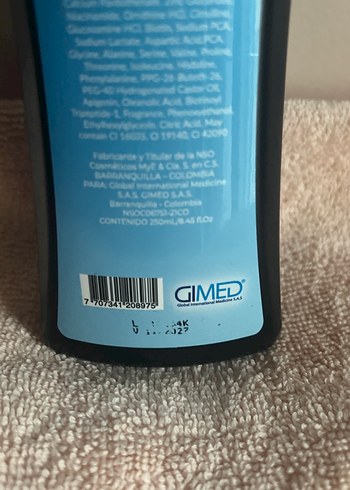 Calcium Pantothenate, Zinc Gluconate,
Niacinamide, Ornithine HCl, Citrulline,
Glucosamine HCl, Biotin, Sodium PCA,
Sodium Lactate, Aspartic Acid, PCA,
Glycine, Alanine, Serine, Valine, Proline,
Threonine, Isoleucine, Histidine,
Phenylalanine, PPG-26 Buteth-26,
PEG-40 Hydrogenated Castor Oil,
Apigenin, Oleanolic Acid, Biotinoyl
Tripeptide-1, Fragrance, Phenoxyethanol,
Ethylhexylglycerin, Citric Acid. May
contain CI 16035, CI 19140, CI 42090
Fabricante y Titular de la NSO
Cosméticos MyE & Cía. S. en C.S.
BARRANQUILLA - COLOMBIA
PARA: Global International Medicine
S.A.S. GIMED S.A.S.
Barranquilla - Colombia
NSOC06751-21CO
CONTENIDO 250mL/8.45 fl.Oz
7 707341 208975
GIMED
Global International Medicine S.A.S